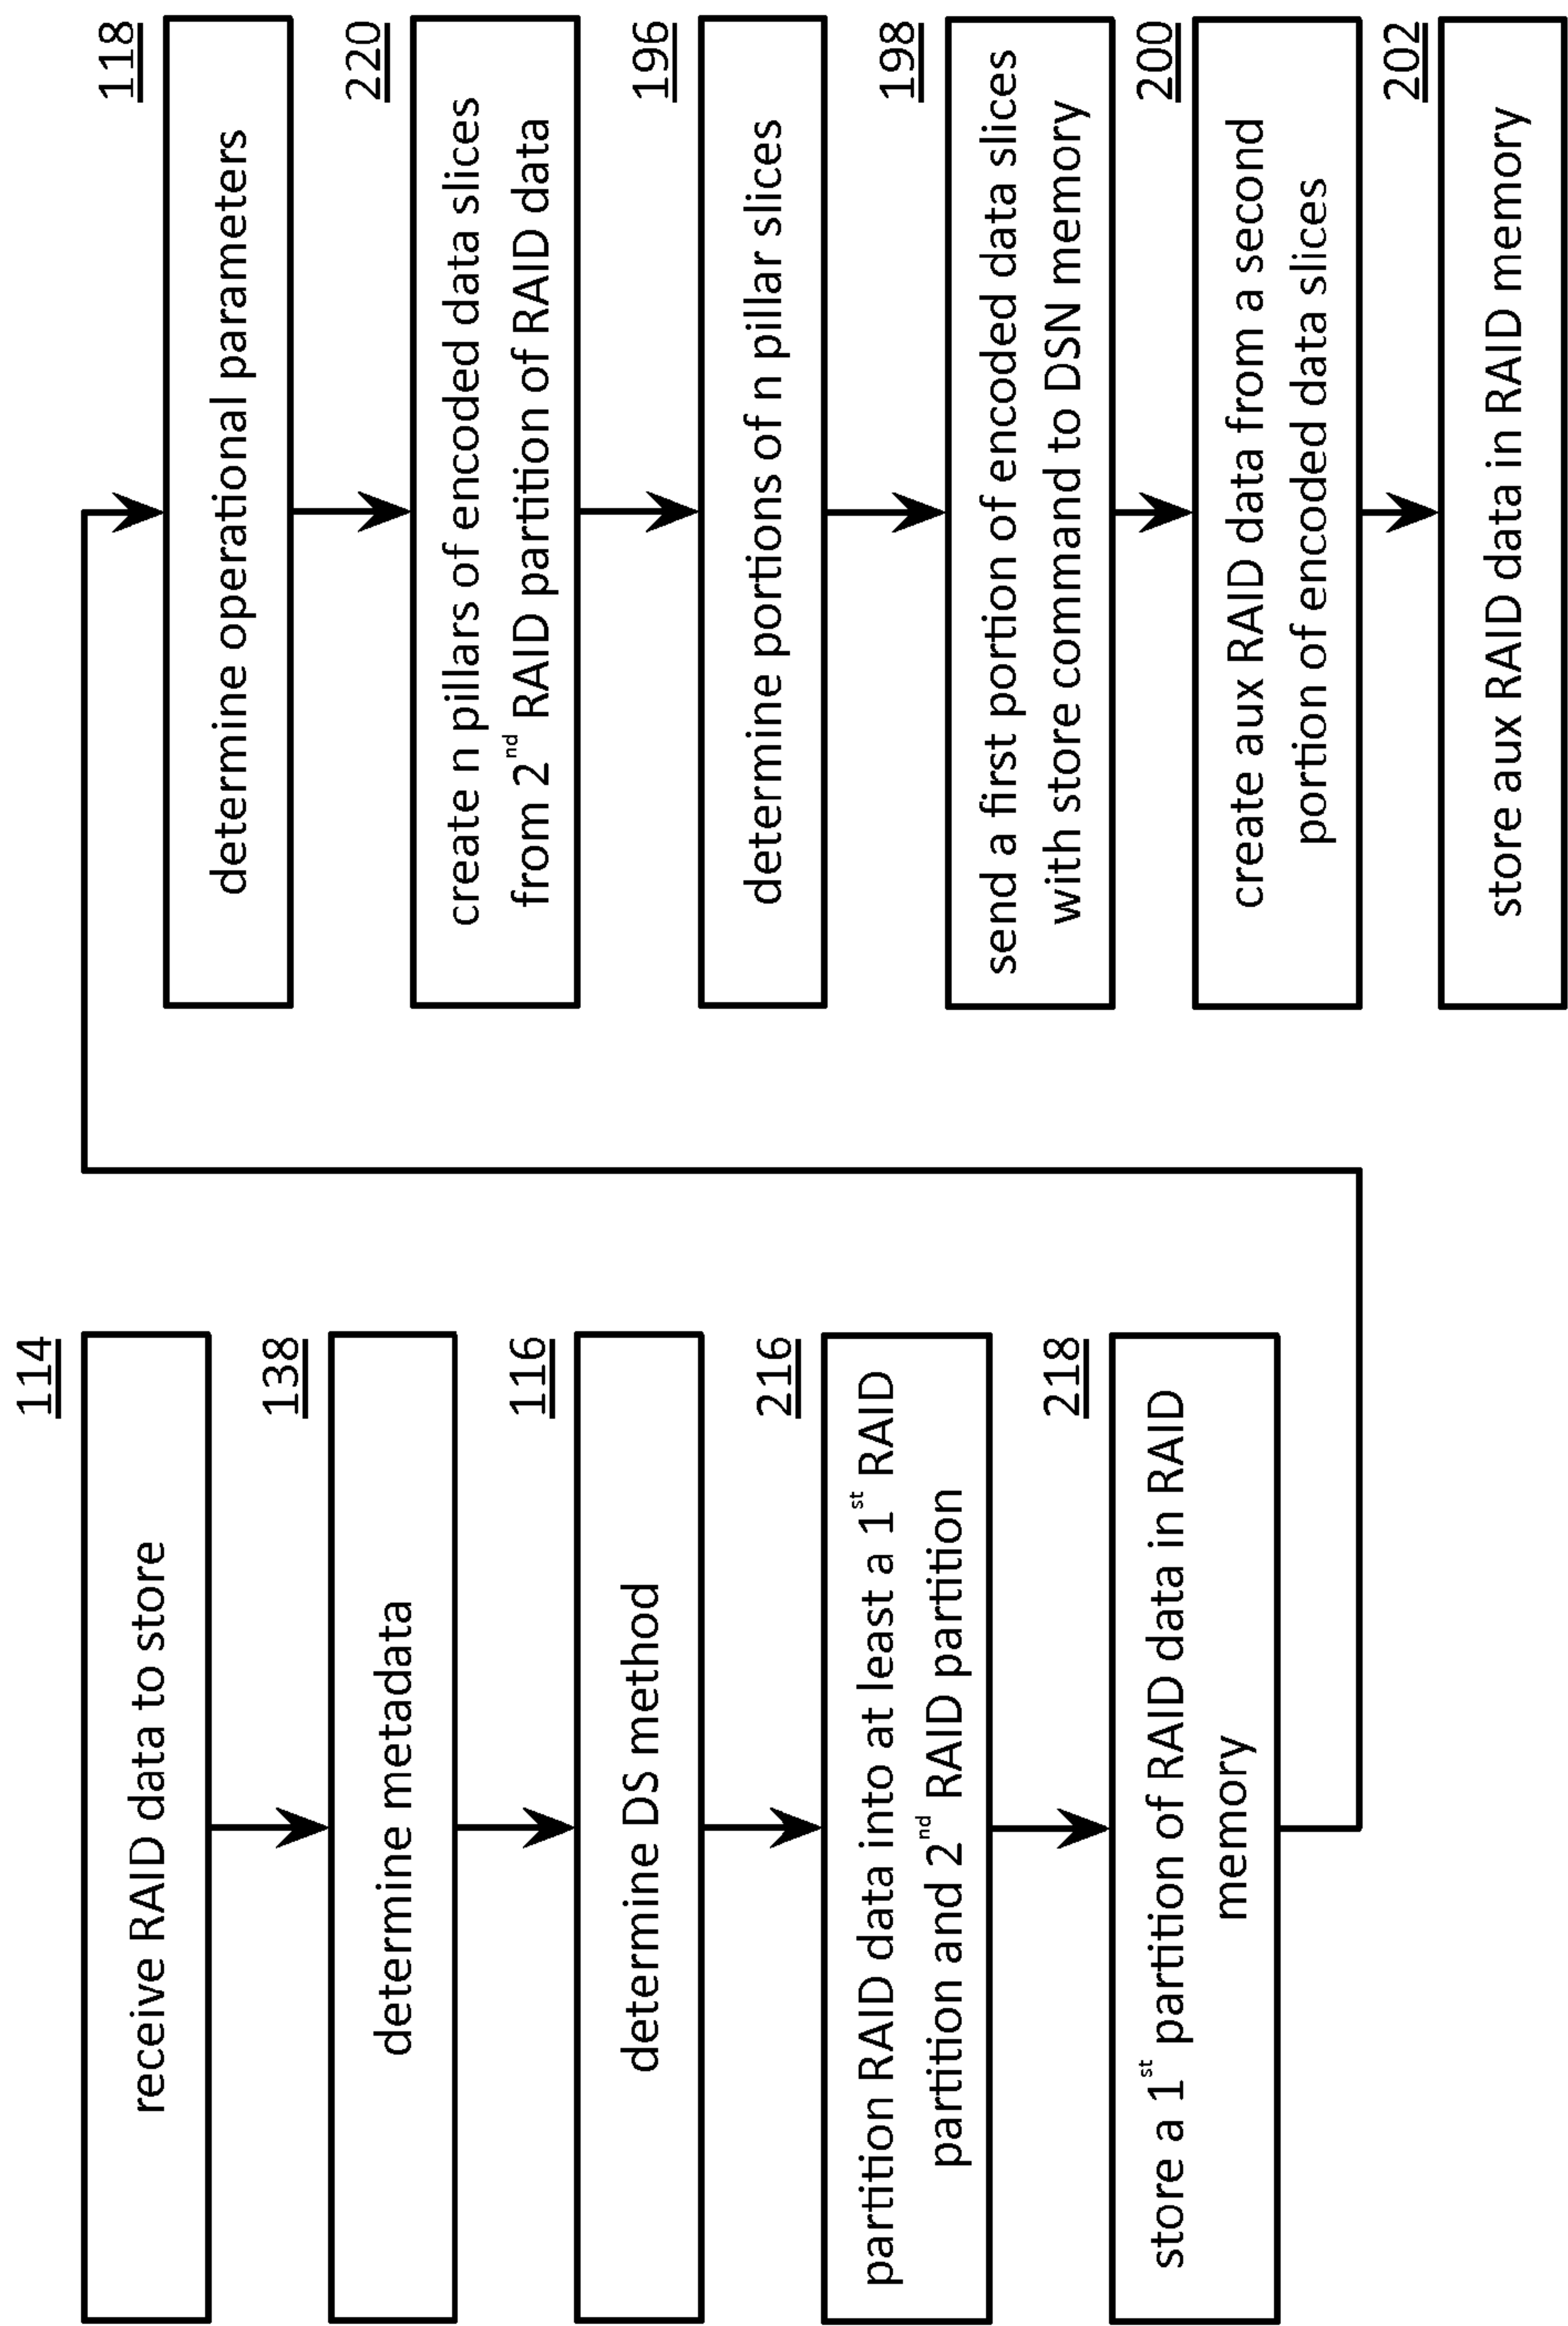 114
receive RAID data to store
138
determine metadata
116
determine DS method
216
partition RAID data into at least a 1st RAID
partition and 2nd RAID partition
218
store a 1st partition of RAID data in RAID
memory
118
determine operational parameters
220
create n pillars of encoded data slices
from 2nd RAID partition of RAID data
196
determine portions of n pillar slices
198
send a first portion of encoded data slices
with store command to DSN memory
200
create aux RAID data from a second
portion of encoded data slices
202
store aux RAID data in RAID memory